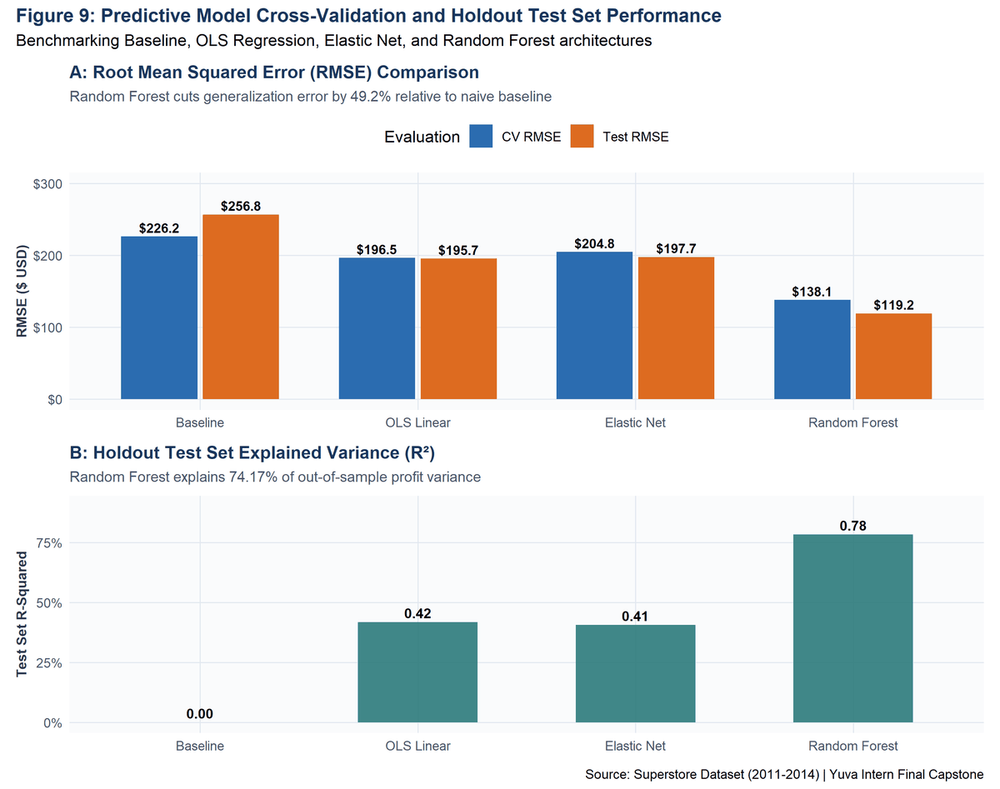 Figure 9: Predictive Model Cross-Validation and Holdout Test Set Performance
Benchmarking Baseline, OLS Regression, Elastic Net, and Random Forest architectures
A: Root Mean Squared Error (RMSE) Comparison
Random Forest cuts generalization error by 49.2% relative to naive baseline
Evaluation CV RMSE Test RMSE
RMSE ($ USD)
$300
$200
$100
$0
$226.2
$256.8
$196.5
$195.7
$204.8
$197.7
$138.1
$119.2
Baseline OLS Linear Elastic Net Random Forest
B: Holdout Test Set Explained Variance (R²)
Random Forest explains 74.17% of out-of-sample profit variance
Test Set R-Squared
75%
50%
25%
0%
0.00
0.42
0.41
0.78
Baseline OLS Linear Elastic Net Random Forest
Source: Superstore Dataset (2011-2014) | Yuva Intern Final Capstone